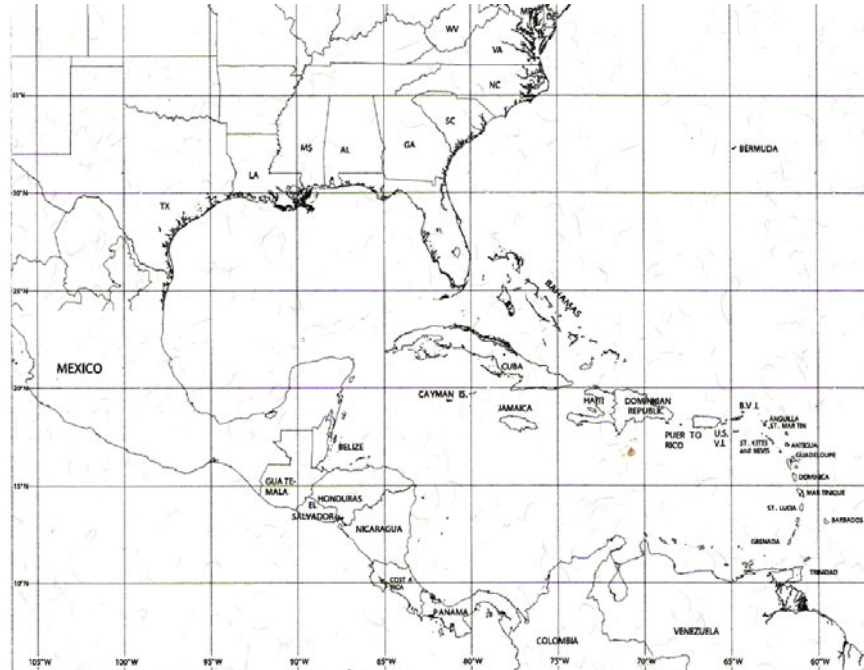 WV
VA
NC
35°N
SC
MS
AL
GA
BERMUDA
LA
30°N
TX
25°N
BAHAMAS
MEXICO
CUBA
20°N
CAYMAN IS.
HAITI
DOMINICAN
REPUBLIC
JAMAICA
B.V.I.
ANGUILLA
ST. MARTIN
PUERTO
RICO
U.S.
V.I.
ST. KITTS
and NEVIS
ANTIGUA
GUADELOUPE
BELIZE
DOMINICA
GUATE-
MALA
15°N
HONDURAS
MARTINIQUE
EL
SALVADOR
ST. LUCIA
NICARAGUA
BARBADOS
GRENADA
TRINIDAD
10°N
COSTA
RICA
PANAMA
VENEZUELA
COLOMBIA
105°W
100°W
95°W
90°W
85°W
80°W
75°W
70°W
65°W
60°W